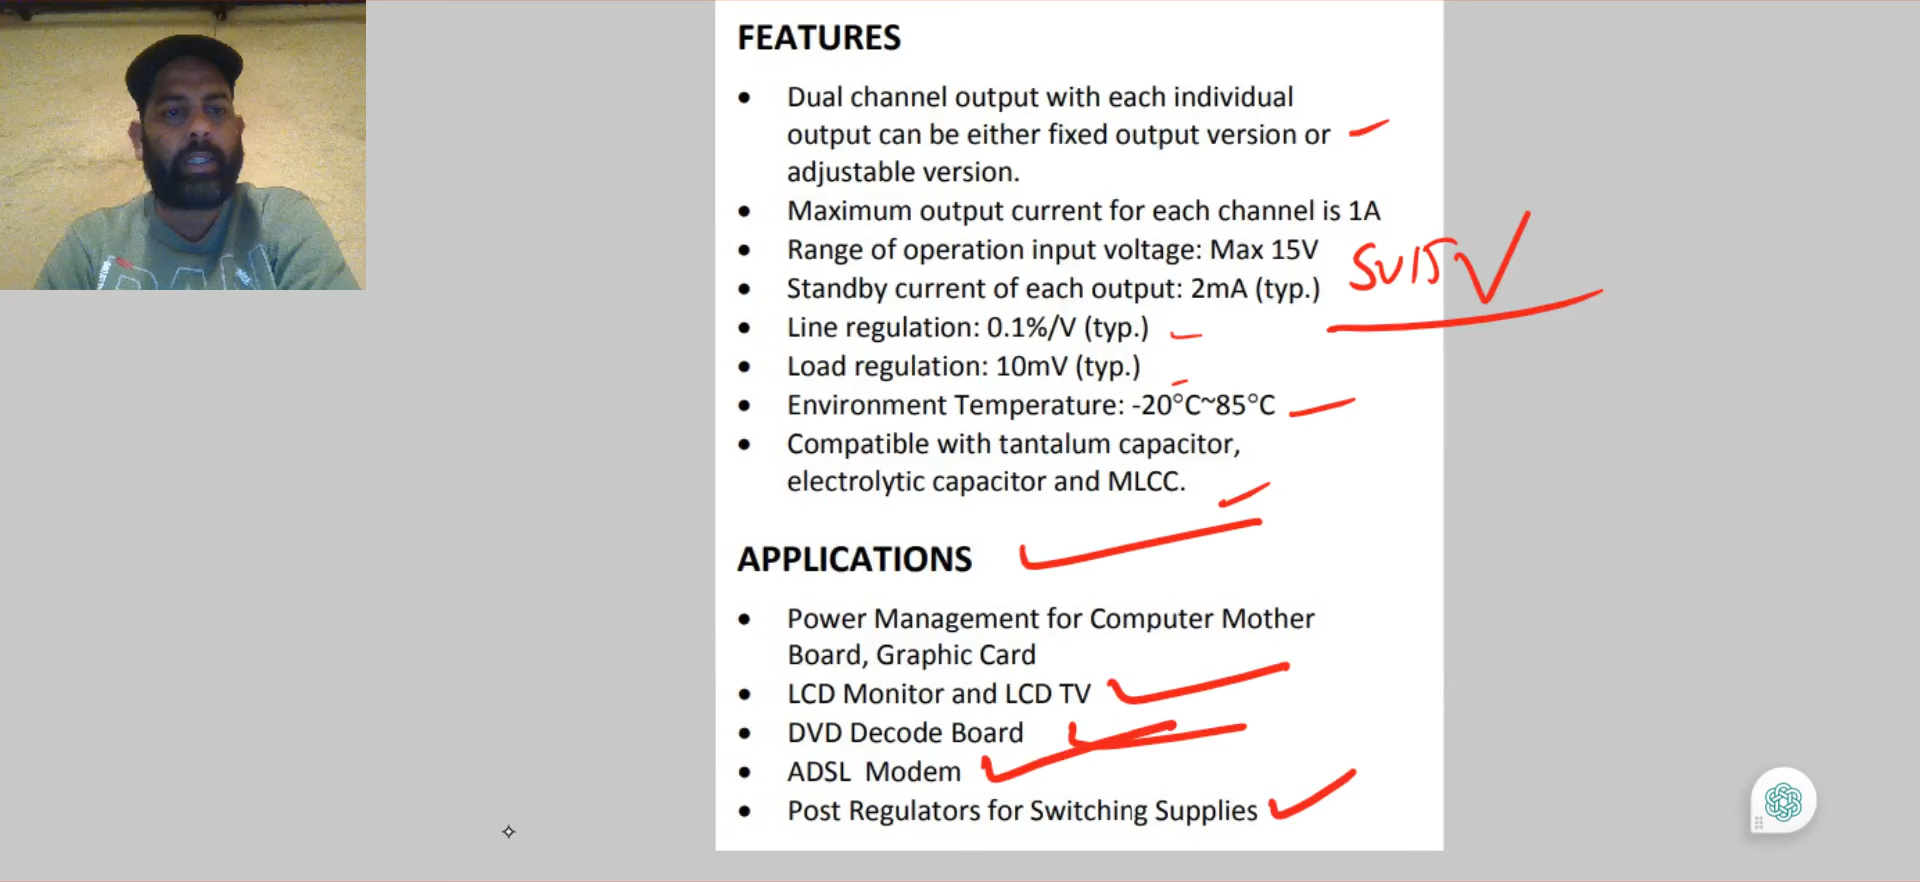 FEATURES
• Dual channel output with each individual
output can be either fixed output version or
adjustable version.
• Maximum output current for each channel is 1A
• Range of operation input voltage: Max 15V
5V 15
• Standby current of each output: 2mA (typ.)
• Line regulation: 0.1%/V (typ.)
• Load regulation: 10mV (typ.)
• Environment Temperature: -20°C~85°C
• Compatible with tantalum capacitor,
electrolytic capacitor and MLCC.
APPLICATIONS
• Power Management for Computer Mother
Board, Graphic Card
• LCD Monitor and LCD TV
• DVD Decode Board
• ADSL  Modem
• Post Regulators for Switching Supplies